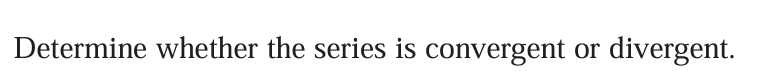 Determine whether the series is convergent or divergent.